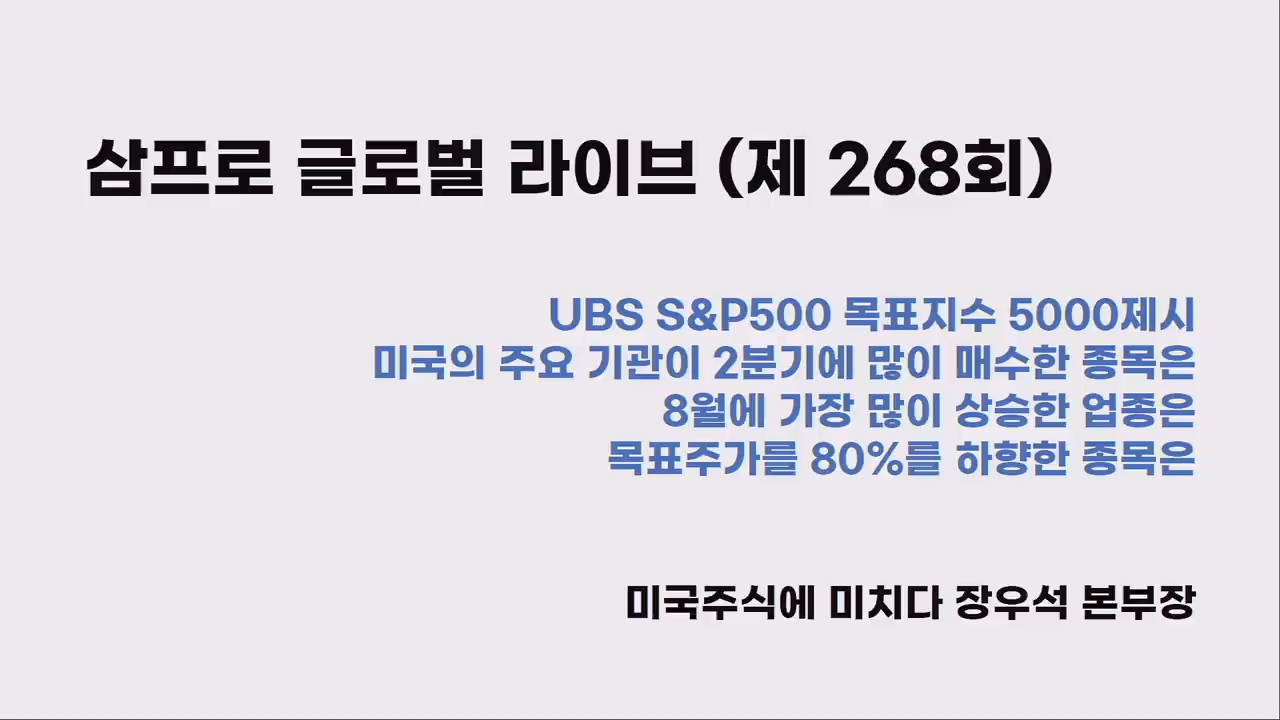 삼프로 글로벌 라이브 (제 268회)
UBS S&P500 목표지수 5000제시
미국의 주요 기관이 2분기에 많이 매수한 종목은
8월에 가장 많이 상승한 업종은
목표주가를 80%를 하향한 종목은
미국주식에 미치다 장우석 본부장